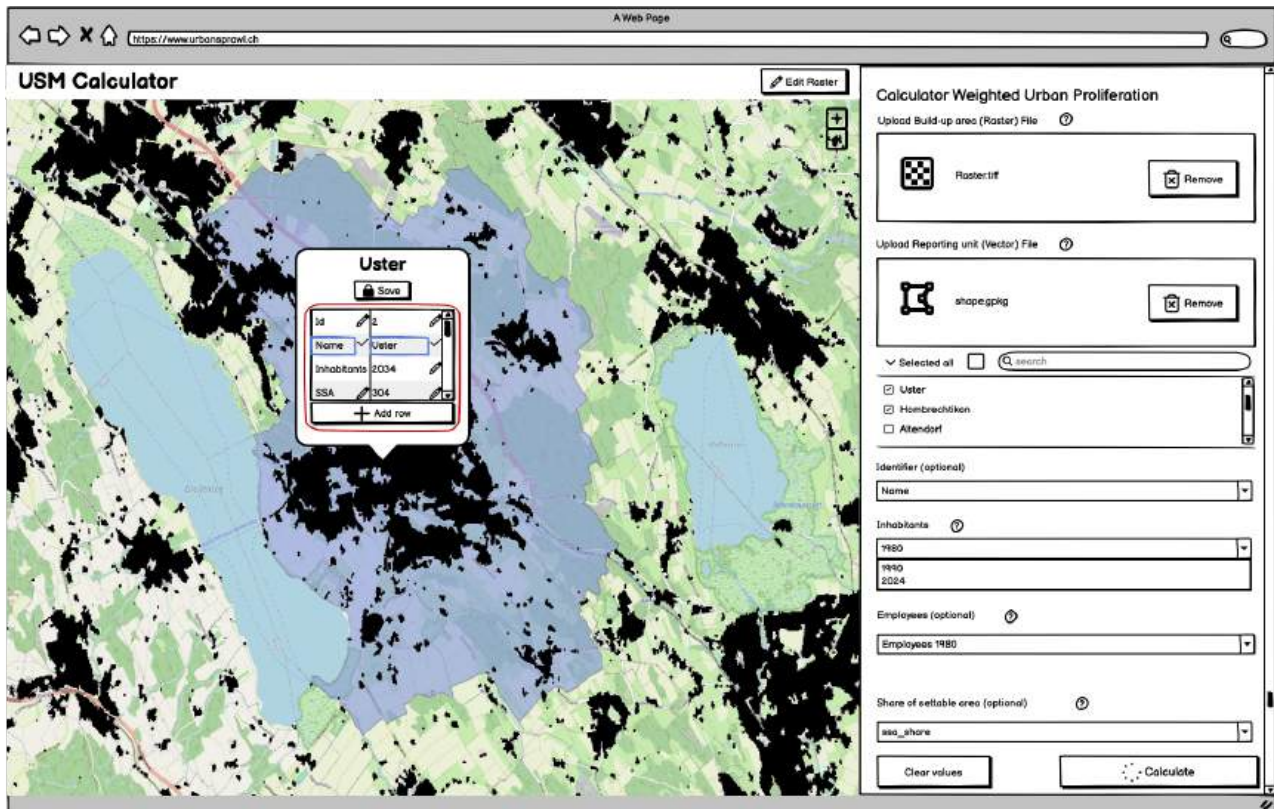 A Web Page
https://www.urbansprawl.ch
USM Calculator
Edit Raster
Uster
Save
Id 2
Name Uster
Inhabitants 2034
SSA 304
Add row
Calculator Weighted Urban Proliferation
Upload Build-up area (Raster) File ?
Raster.tiff
Remove
Upload Reporting unit (Vector) File ?
shape.gpkg
Remove
Selected all
search
Uster
Hombrechtikon
Altendorf
Identifier (optional)
Name
Inhabitants ?
1980
1990
2024
Employees (optional) ?
Employees 1980
Share of settable area (optional) ?
ssa_share
Clear values
Calculate